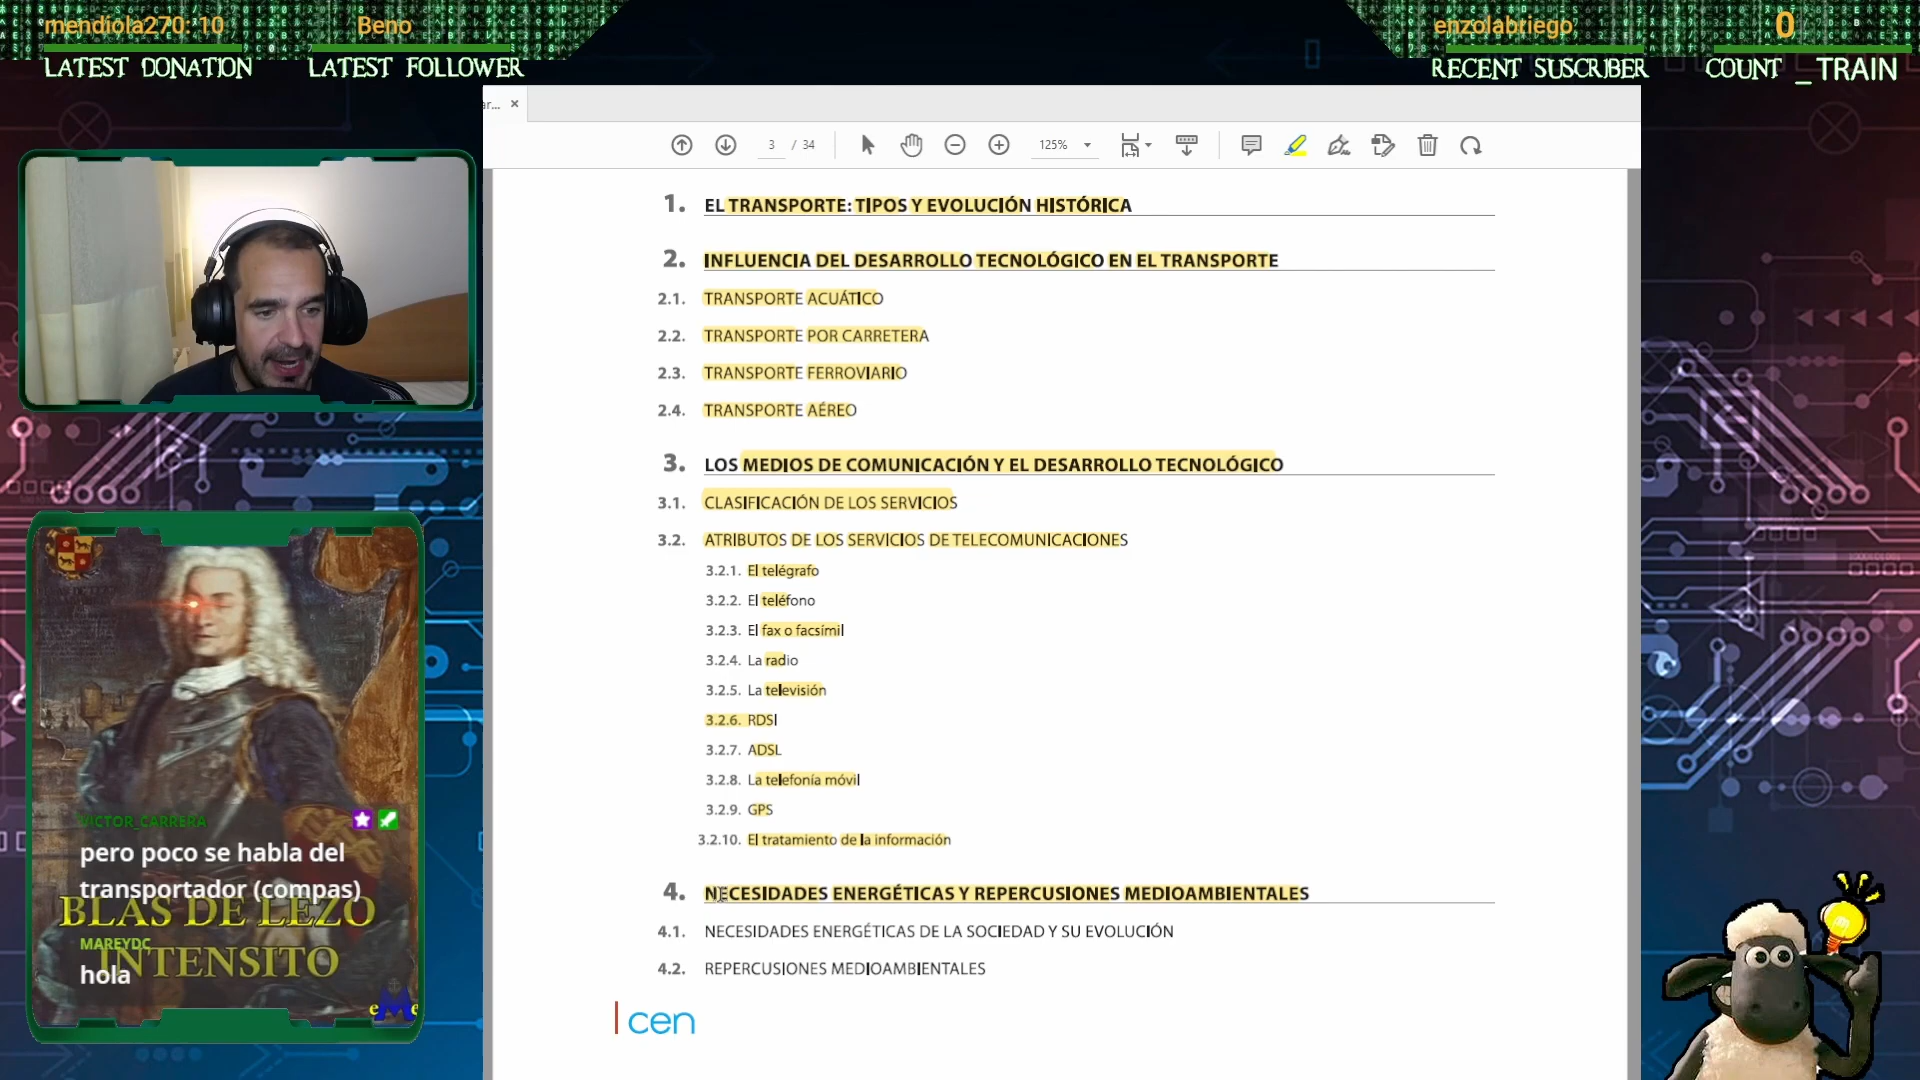 mendiola270: 10
LATEST DONATION
Beno
LATEST FOLLOWER
enzolabriego
RECENT SUSCRIBER
0
COUNT _TRAIN
ar...
3 / 34
125%
1. EL TRANSPORTE: TIPOS Y EVOLUCIÓN HISTÓRICA
2. INFLUENCIA DEL DESARROLLO TECNOLÓGICO EN EL TRANSPORTE
2.1. TRANSPORTE ACUÁTICO
2.2. TRANSPORTE POR CARRETERA
2.3. TRANSPORTE FERROVIARIO
2.4. TRANSPORTE AÉREO
3. LOS MEDIOS DE COMUNICACIÓN Y EL DESARROLLO TECNOLÓGICO
3.1. CLASIFICACIÓN DE LOS SERVICIOS
3.2. ATRIBUTOS DE LOS SERVICIOS DE TELECOMUNICACIONES
3.2.1. El telégrafo
3.2.2. El teléfono
3.2.3. El fax o facsímil
3.2.4. La radio
3.2.5. La televisión
3.2.6. RDSI
3.2.7. ADSL
3.2.8. La telefonía móvil
3.2.9. GPS
3.2.10. El tratamiento de la información
4. NECESIDADES ENERGÉTICAS Y REPERCUSIONES MEDIOAMBIENTALES
4.1. NECESIDADES ENERGÉTICAS DE LA SOCIEDAD Y SU EVOLUCIÓN
4.2. REPERCUSIONES MEDIOAMBIENTALES
cen
VICTOR_CARRERA
pero poco se habla del
transportador (compas)
BLAS DE LEZO
MAREYDC
INTENSITO
hola
eMe